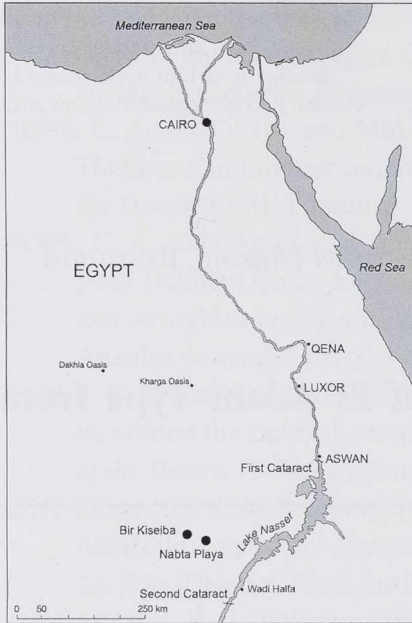 Mediterranean Sea
CAIRO
EGYPT
Red Sea
QENA
Dakhla Oasis
Kharga Oasis
LUXOR
ASWAN
First Cataract
Lake Nasser
Bir Kiseiba
Nabta Playa
Second Cataract
Wadi Halfa
0 50 250 km